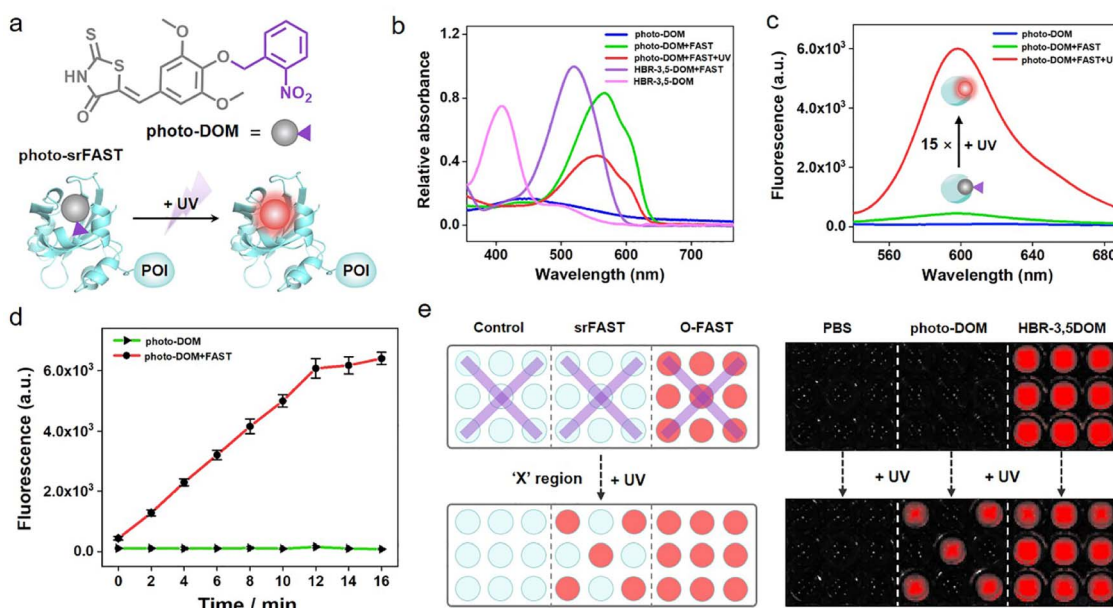 a
S
S
HN
O
O
O
O
NO₂
photo-DOM =
photo-srFAST
+ UV
POI
POI
b
Relative absorbance
1.2
0.8
0.4
0.0
400 500 600 700
Wavelength (nm)
photo-DOM
photo-DOM+FAST
photo-DOM+FAST+UV
HBR-3,5-DOM+FAST
HBR-3,5-DOM
c
Fluorescence (a.u.)
6.0x10³
4.0x10³
2.0x10³
0.0
560 600 640
Wavelength (nm)
photo-DOM
photo-DOM+FAST
photo-DOM+FAST+U
15 × + UV
d
Fluorescence (a.u.)
6.0x10³
4.0x10³
2.0x10³
0.0
0 2 4 6 8 10 12 14 16
Time / min
photo-DOM
photo-DOM+FAST
e
Control srFAST O-FAST
'X' region + UV
PBS photo-DOM HBR-3,5DOM
+ UV + UV